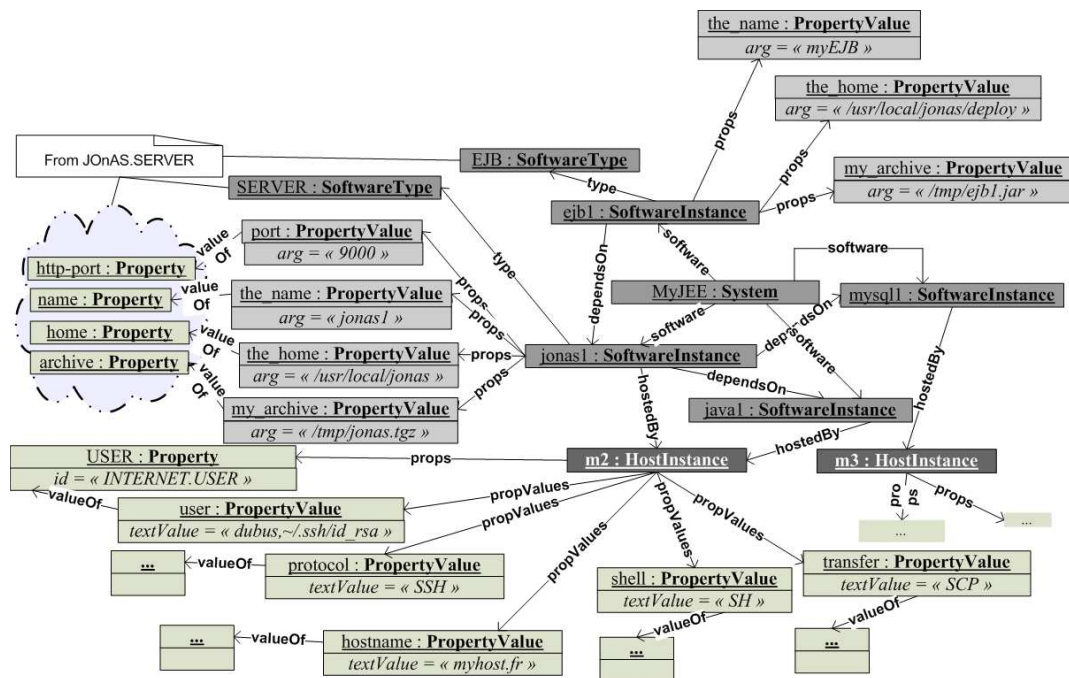 the_name : PropertyValue
arg = « myEJB »
the_home : PropertyValue
arg = « /usr/local/jonas/deploy »
props
props
From JOnAS.SERVER
EJB : SoftwareType
my_archive : PropertyValue
arg = « /tmp/ejb1.jar »
type
props
SERVER : SoftwareType
ejb1 : SoftwareInstance
port : PropertyValue
arg = « 9000 »
value
Of
type
software
software
http-port : Property
dependsOn
name : Property
value
Of
the_name : PropertyValue
arg = « jonas1 »
props
props
MyJEE : System
mysql1 : SoftwareInstance
home : Property
software
dependsOn
software
archive : Property
value
Of
the_home : PropertyValue
arg = « /usr/local/jonas »
props
jonas1 : SoftwareInstance
value
Of
props
dependsOn
hostedBy
my_archive : PropertyValue
arg = « /tmp/jonas.tgz »
hostedBy
java1 : SoftwareInstance
hostedBy
USER : Property
id = « INTERNET.USER »
props
m2 : HostInstance
m3 : HostInstance
valueOf
user : PropertyValue
textValue = « dubus,~/.ssh/id_rsa »
propValues
propValues
propValues
propValues
propValues
pro
ps
props
...
...
...
valueOf
protocol : PropertyValue
textValue = « SSH »
shell : PropertyValue
textValue = « SH »
transfer : PropertyValue
textValue = « SCP »
...
valueOf
hostname : PropertyValue
textValue = « myhost.fr »
valueOf
...
valueOf
...